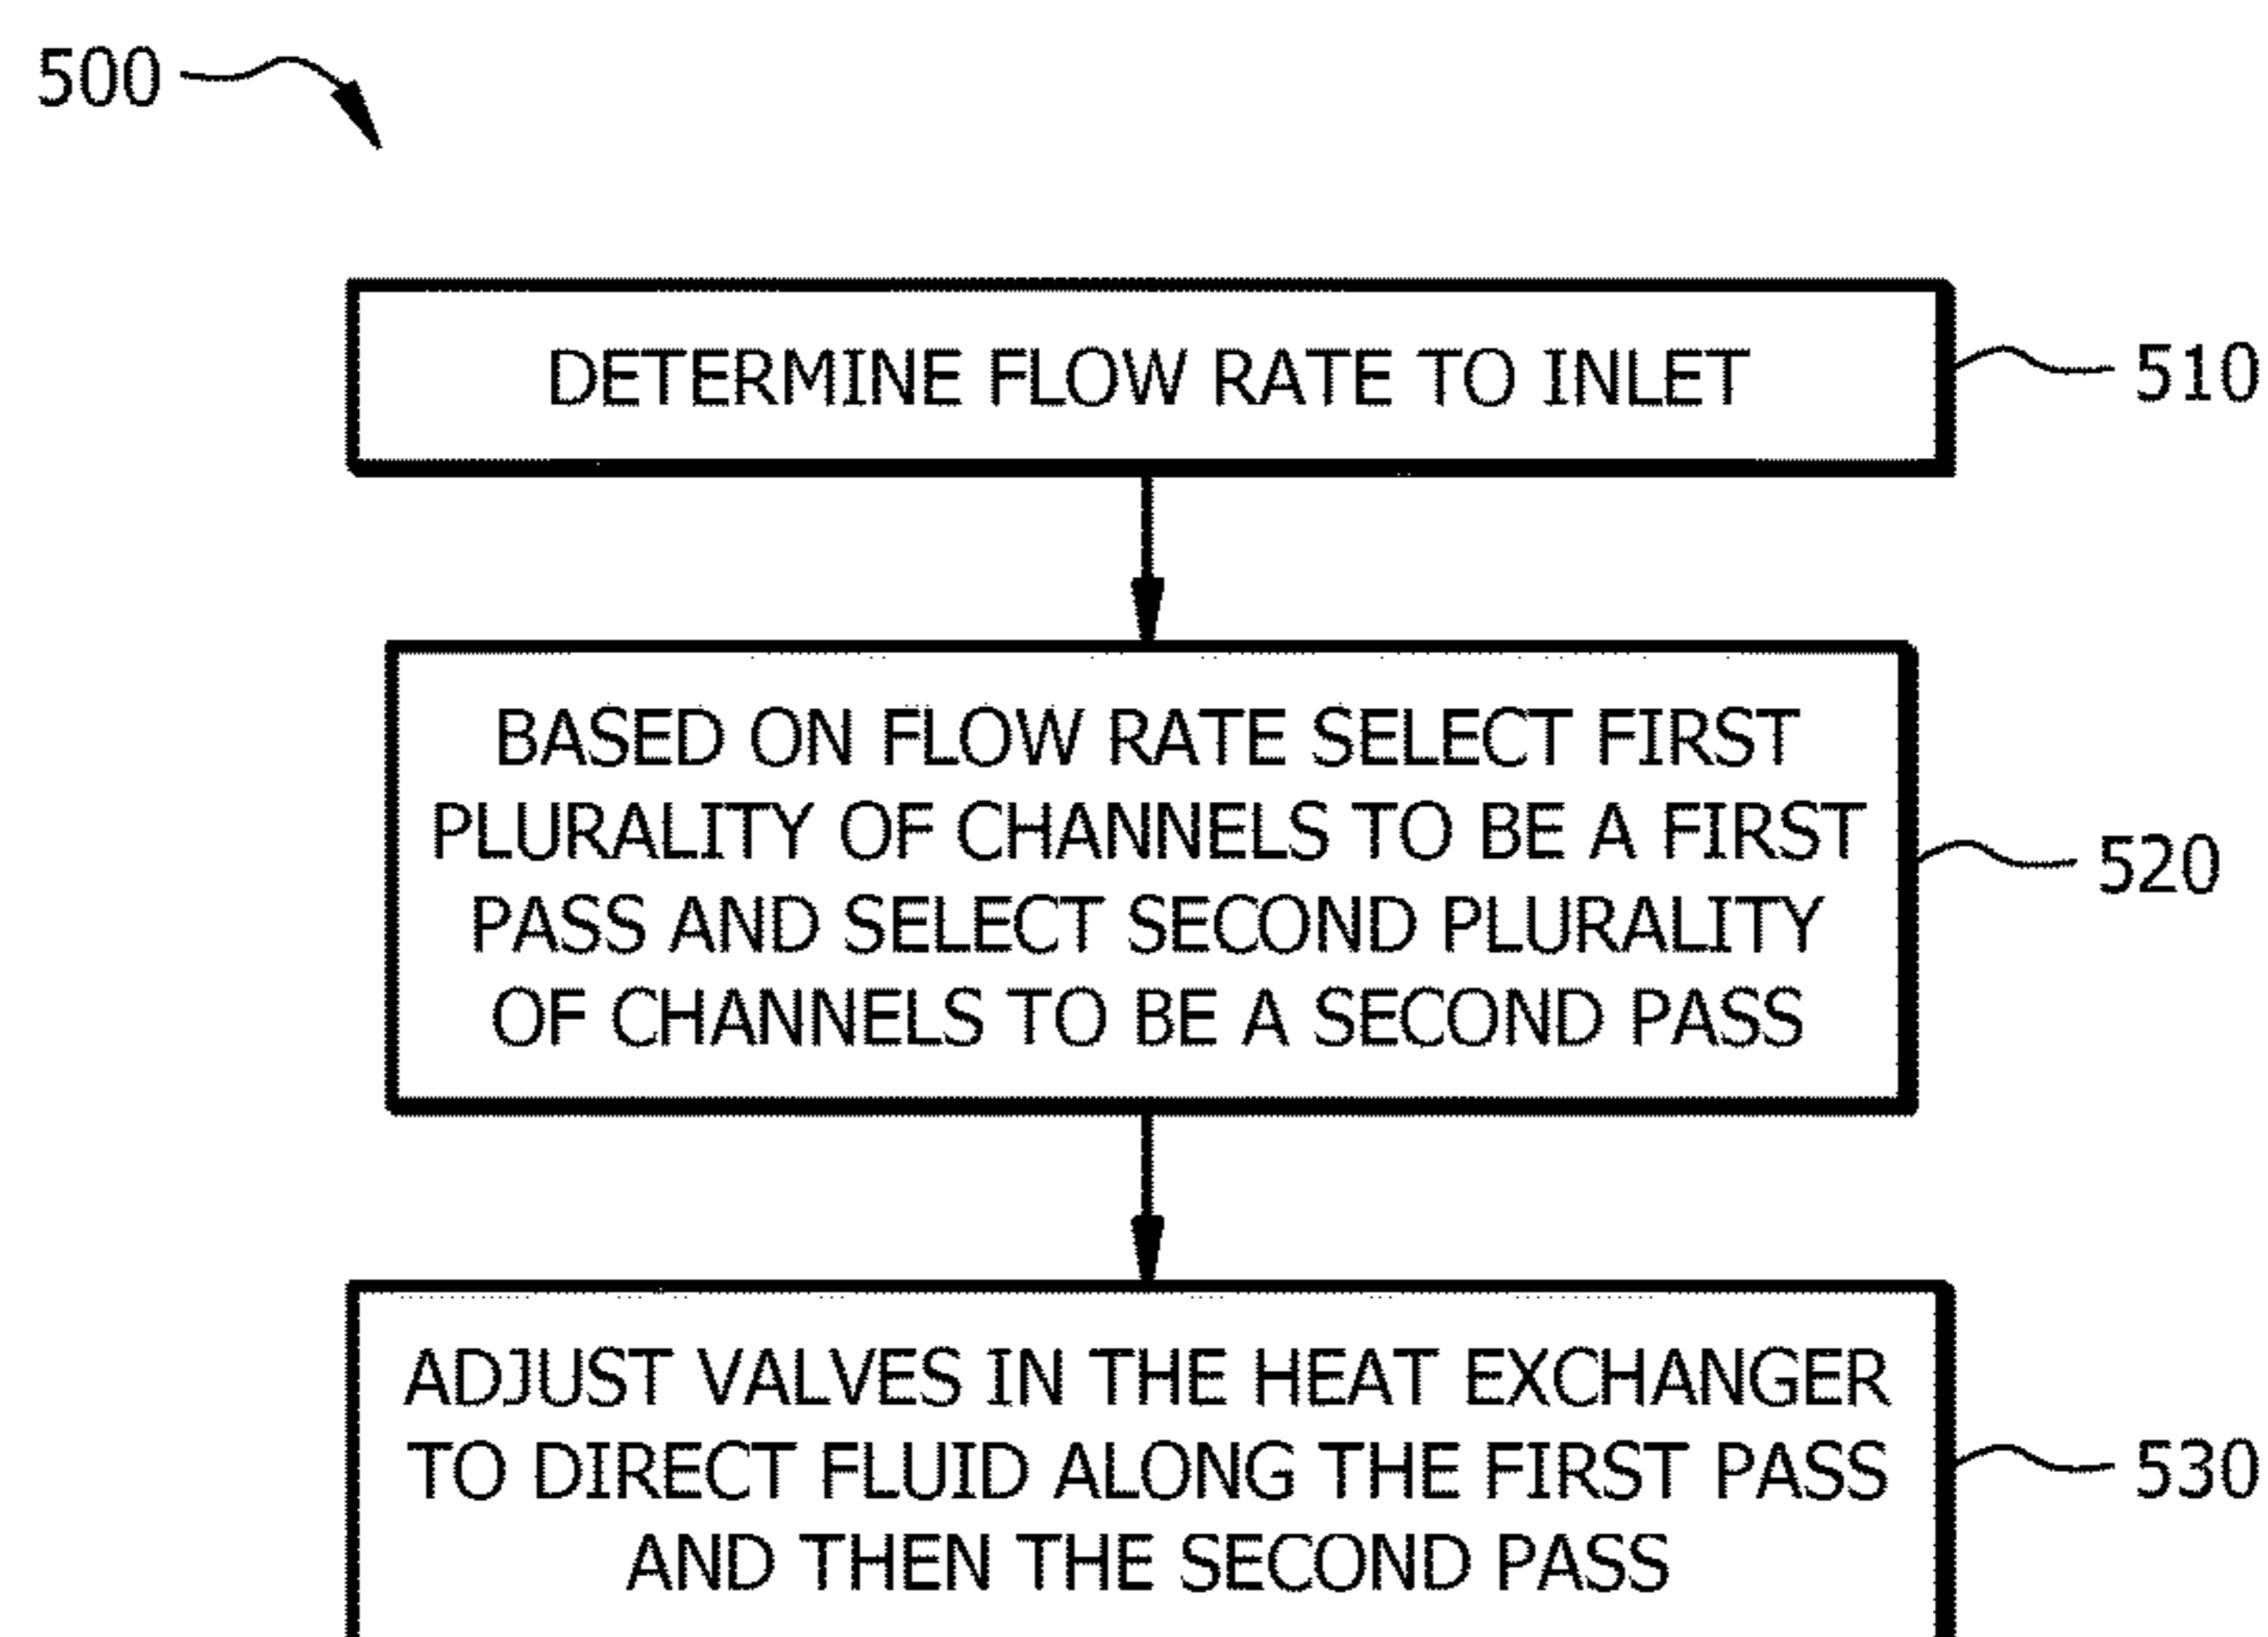 500
DETERMINE FLOW RATE TO INLET
510
BASED ON FLOW RATE SELECT FIRST
PLURALITY OF CHANNELS TO BE A FIRST
PASS AND SELECT SECOND PLURALITY
OF CHANNELS TO BE A SECOND PASS
520
ADJUST VALVES IN THE HEAT EXCHANGER
TO DIRECT FLUID ALONG THE FIRST PASS
AND THEN THE SECOND PASS
530